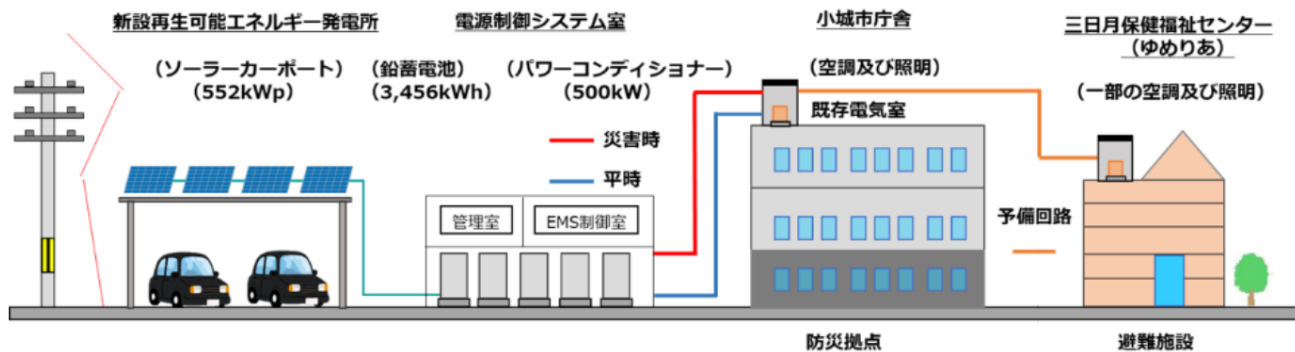 新設再生可能エネルギー発電所
電源制御システム室
小城市庁舎
三日月保健福祉センター
（ゆめりあ）
（ソーラーカーポート）
（552kWp）
（鉛蓄電池）
（3,456kWh）
（パワーコンディショナー）
（500kW）
（空調及び照明）
（一部の空調及び照明）
既存電気室
災害時
平時
管理室
EMS制御室
予備回路
防災拠点
避難施設